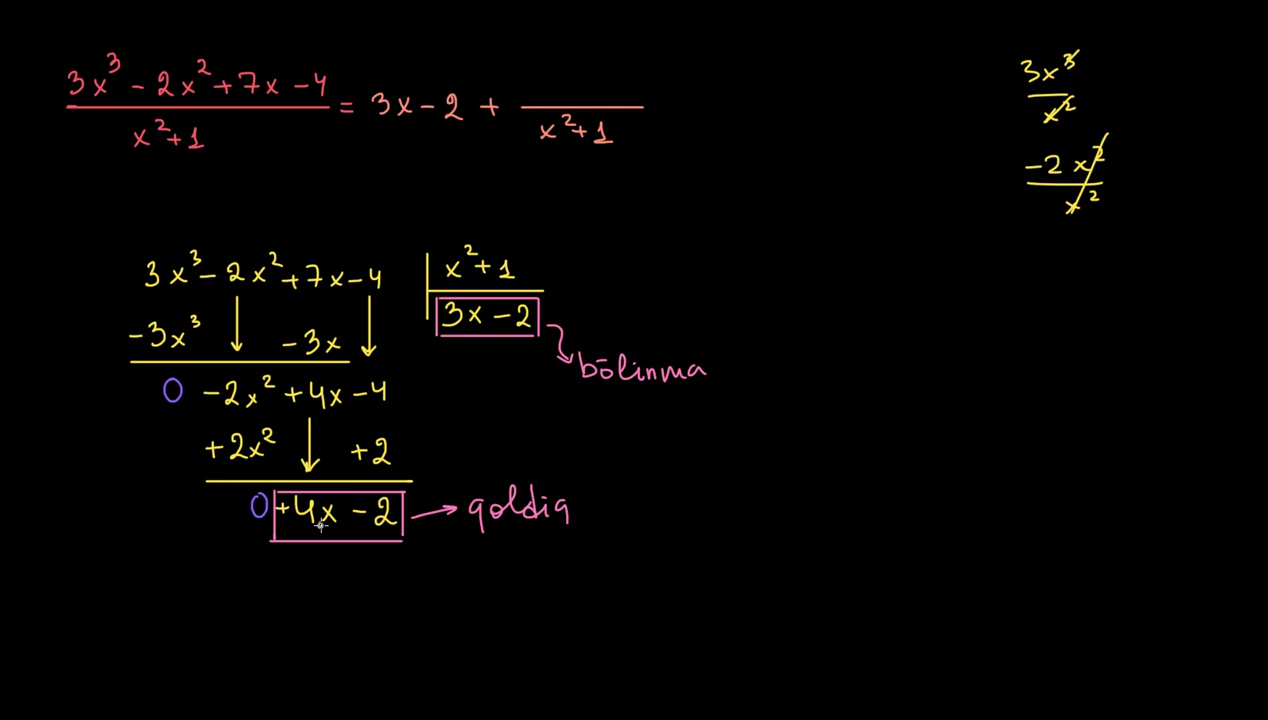 3x³ - 2x² + 7x - 4
x² + 1
= 3x - 2 +
x² + 1
3x³
x²
-2x²
x²
3x³ - 2x² + 7x - 4
x² + 1
3x - 2
-3x³ - 3x
bōlinma
0 -2x² + 4x - 4
+2x² +2
0 +4x - 2
qoldiq